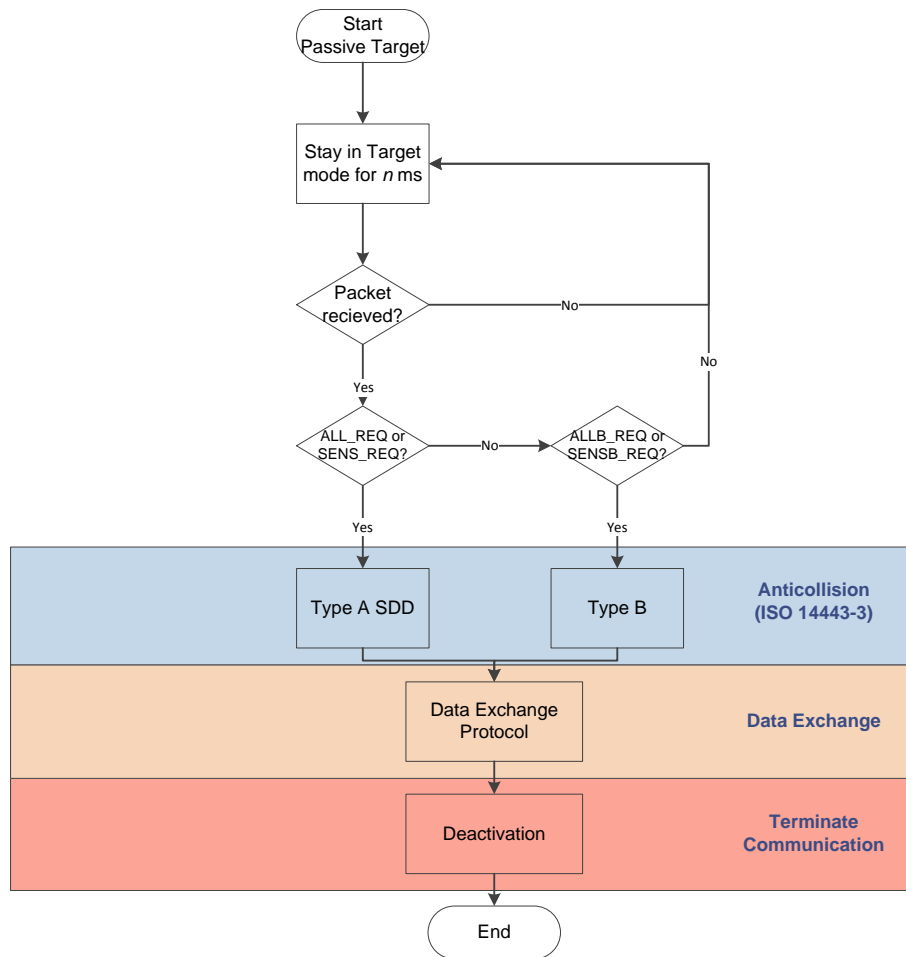 Start
Passive Target
Stay in Target
mode for n ms
Packet
recieved?
No
No
Yes
ALL_REQ or
SENS_REQ?
No
ALLB_REQ or
SENSB_REQ?
Yes
Yes
Type A SDD
Type B
Anticollision
(ISO 14443-3)
Data Exchange
Protocol
Data Exchange
Deactivation
Terminate
Communication
End